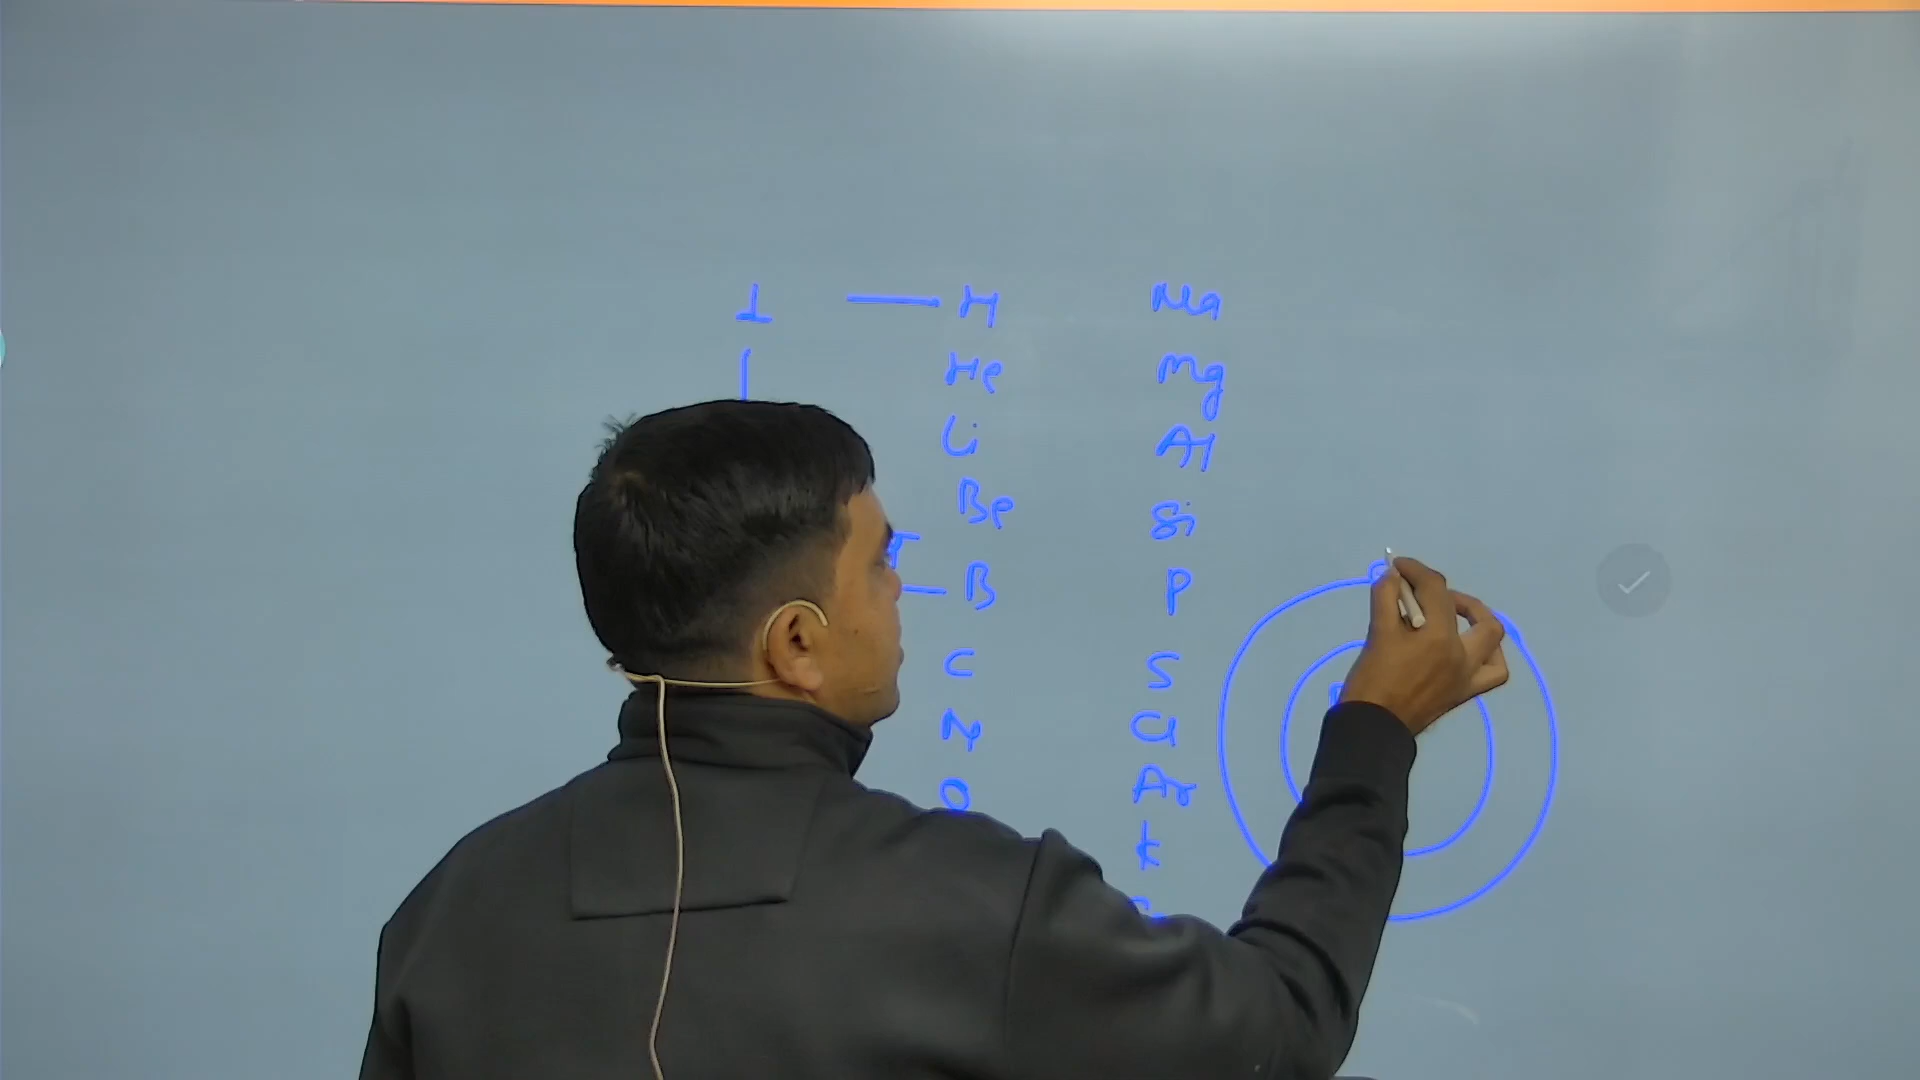 1 — H Na
He Mg
Li Al
Be Si
— B P
C S
N Cl
O Ar
K